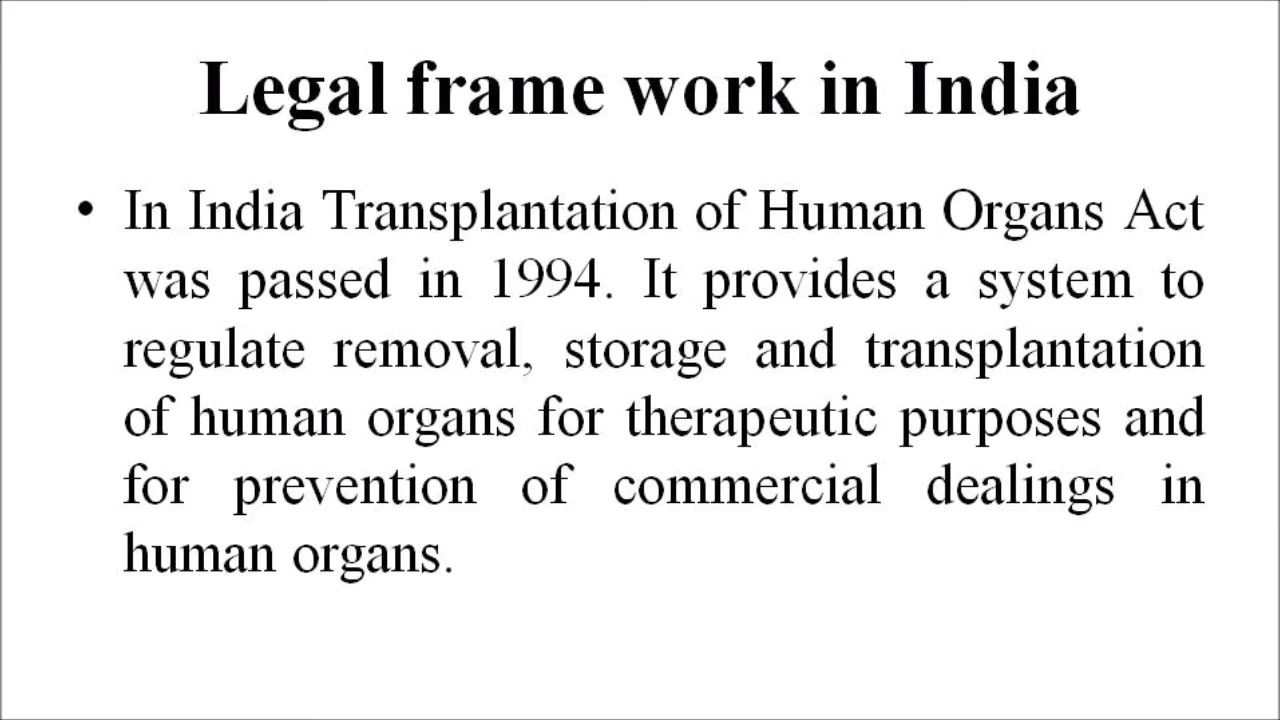 Legal frame work in India
• In India Transplantation of Human Organs Act
was passed in 1994. It provides a system to
regulate removal, storage and transplantation
of human organs for therapeutic purposes and
for prevention of commercial dealings in
human organs.